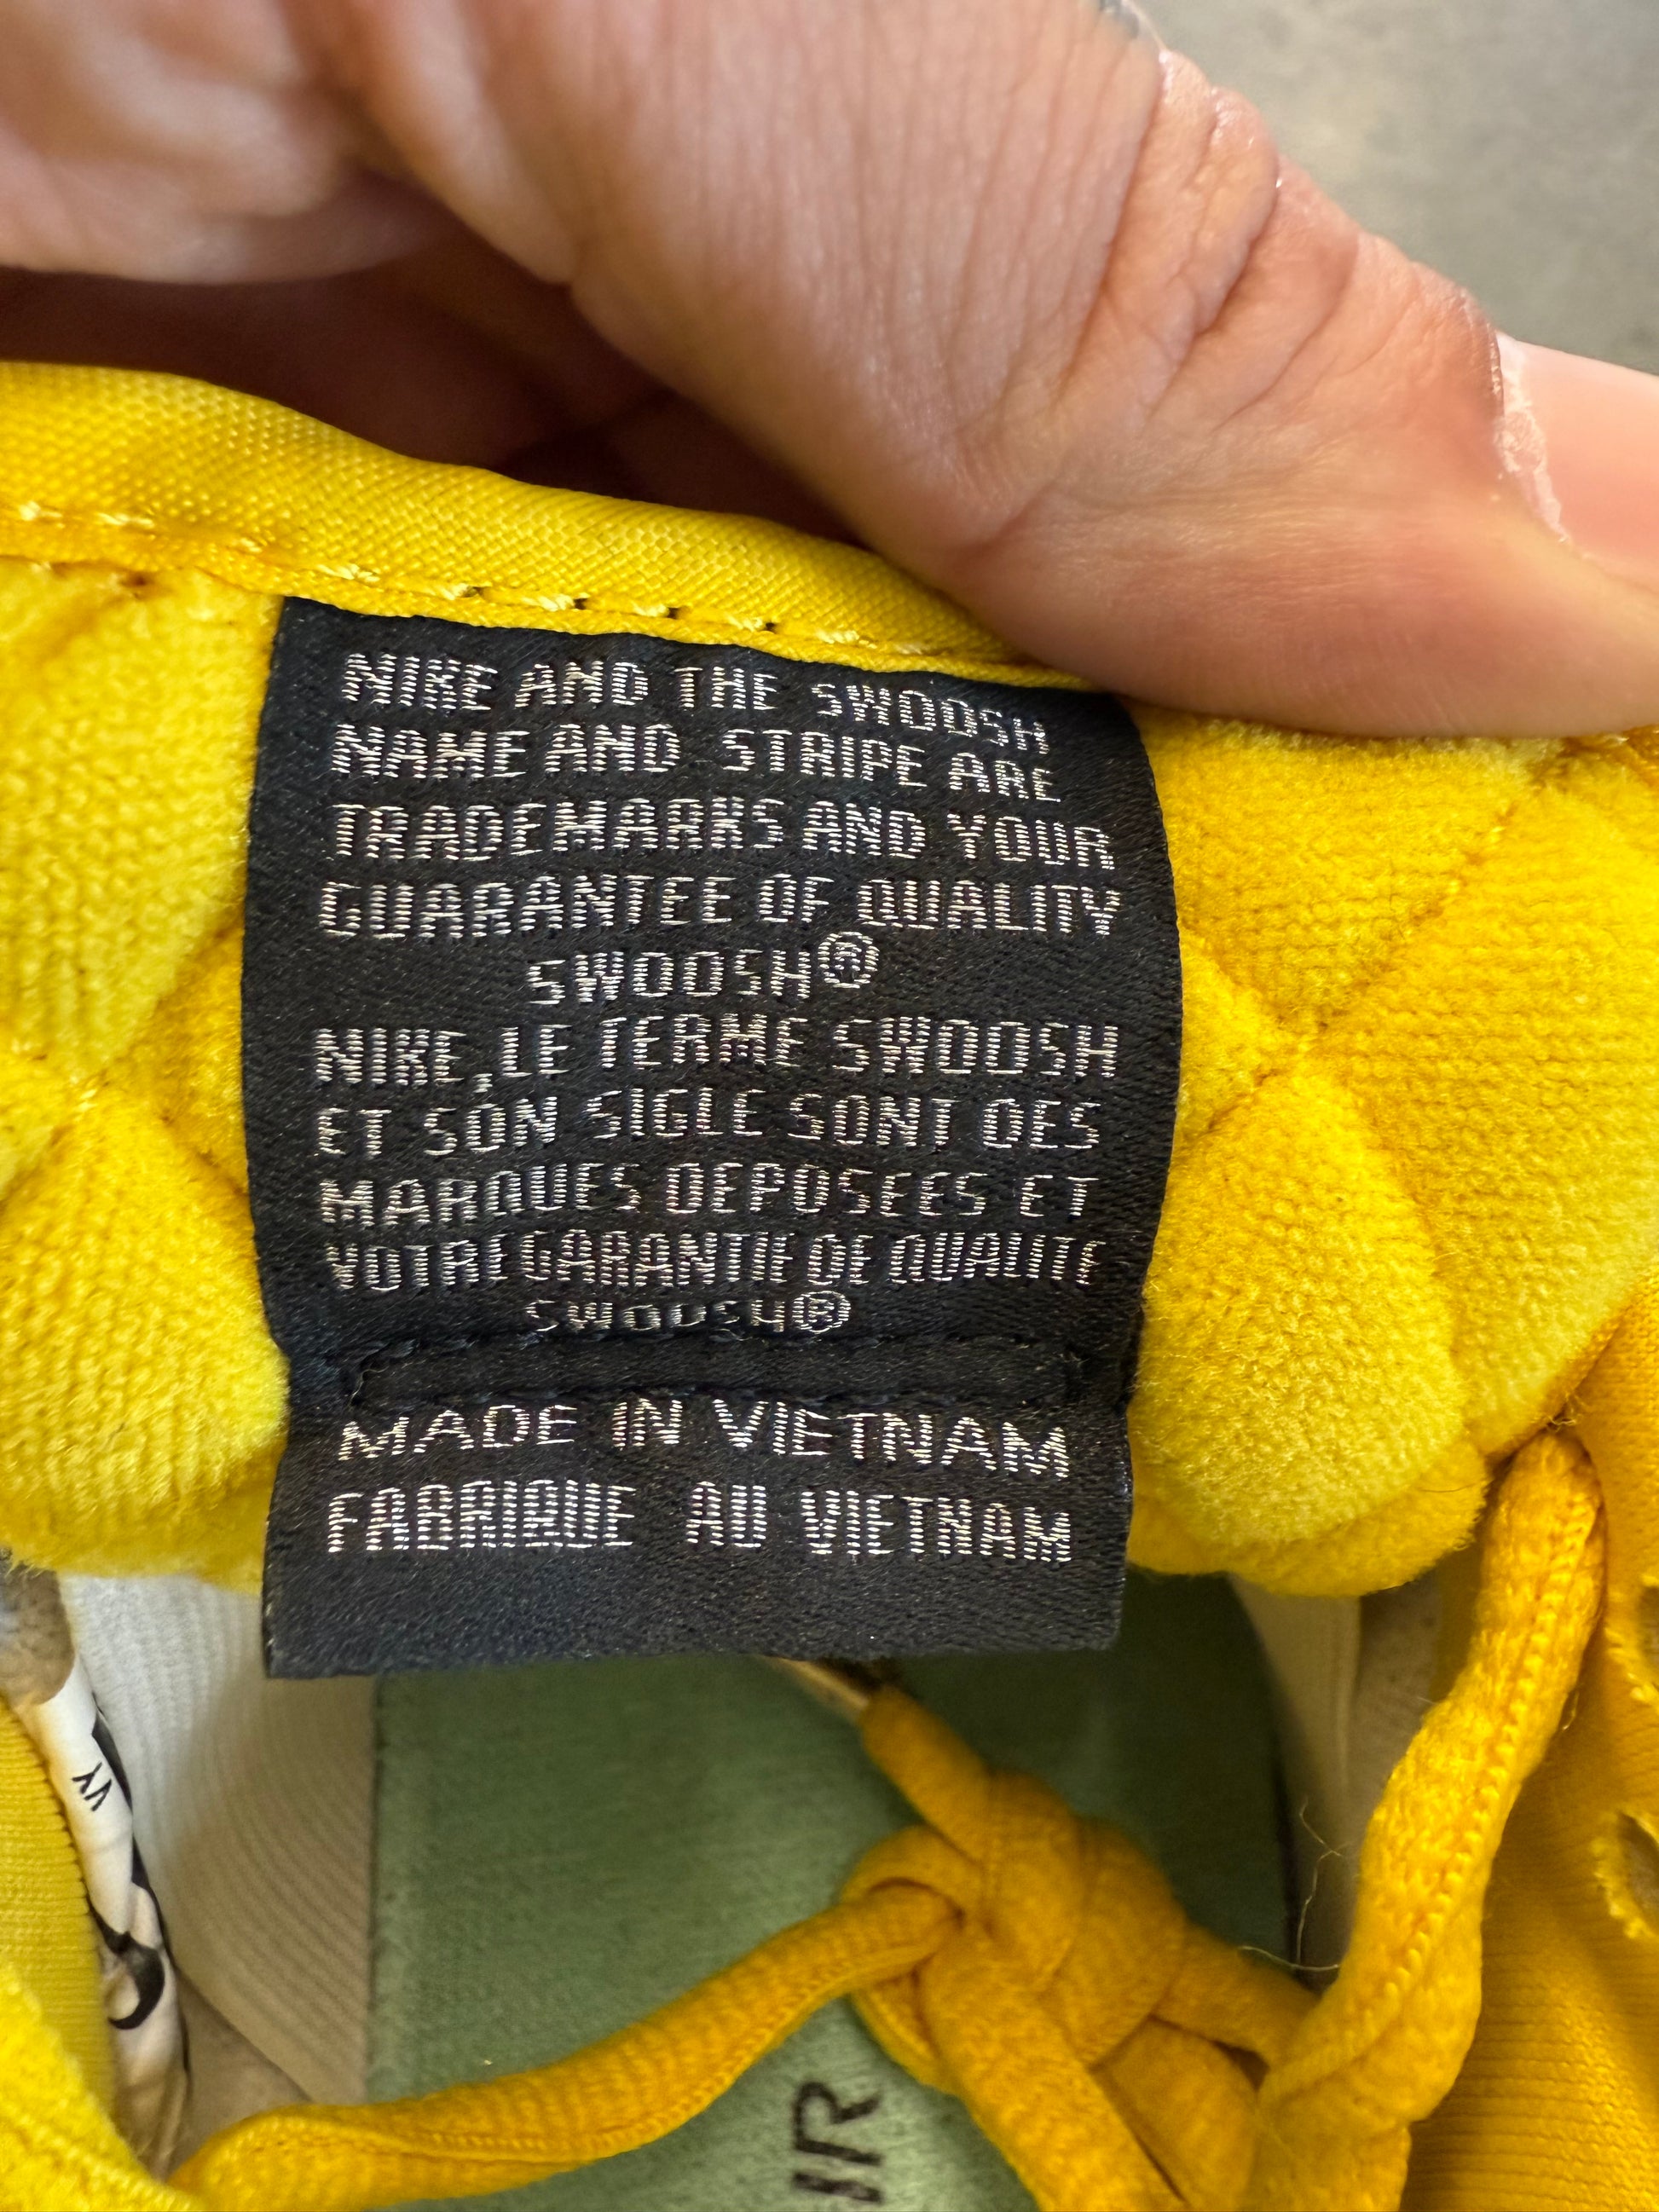 NIKE AND THE SWOOSH
NAME AND STRIPE ARE
TRADEMARKS AND YOUR
GUARANTEE OF QUALITY
SWOOSH®
NIKE, LE TERME SWOOSH
ET SON SIGLE SONT DES
MARQUES DEPOSEES ET
VOTRE GARANTIE DE QUALITE
SWOOSH®
MADE IN VIETNAM
FABRIQUE AU VIETNAM